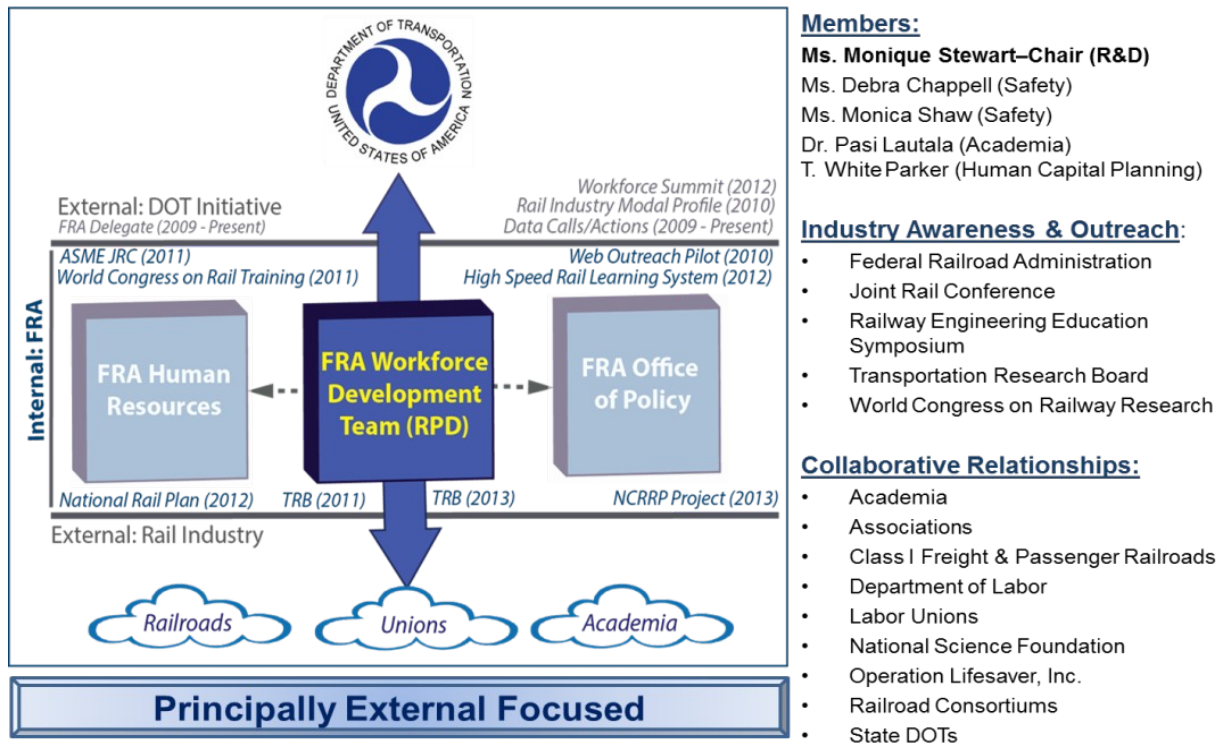 DEPARTMENT OF TRANSPORTATION
UNITED STATES OF AMERICA
External: DOT Initiative
FRA Delegate (2009 - Present)
Workforce Summit (2012)
Rail Industry Modal Profile (2010)
Data Calls/Actions (2009 - Present)
Internal: FRA
ASME JRC (2011)
World Congress on Rail Training (2011)
Web Outreach Pilot (2010)
High Speed Rail Learning System (2012)
FRA Human
Resources
FRA Workforce
Development
Team (RPD)
FRA Office
of Policy
National Rail Plan (2012)
TRB (2011)
TRB (2013)
NCRRP Project (2013)
External: Rail Industry
Railroads
Unions
Academia
Principally External Focused
Members:
Ms. Monique Stewart–Chair (R&D)
Ms. Debra Chappell (Safety)
Ms. Monica Shaw (Safety)
Dr. Pasi Lautala (Academia)
T. White Parker (Human Capital Planning)
Industry Awareness & Outreach:
• Federal Railroad Administration
• Joint Rail Conference
• Railway Engineering Education
Symposium
• Transportation Research Board
• World Congress on Railway Research
Collaborative Relationships:
• Academia
• Associations
• Class I Freight & Passenger Railroads
• Department of Labor
• Labor Unions
• National Science Foundation
• Operation Lifesaver, Inc.
• Railroad Consortiums
• State DOTs